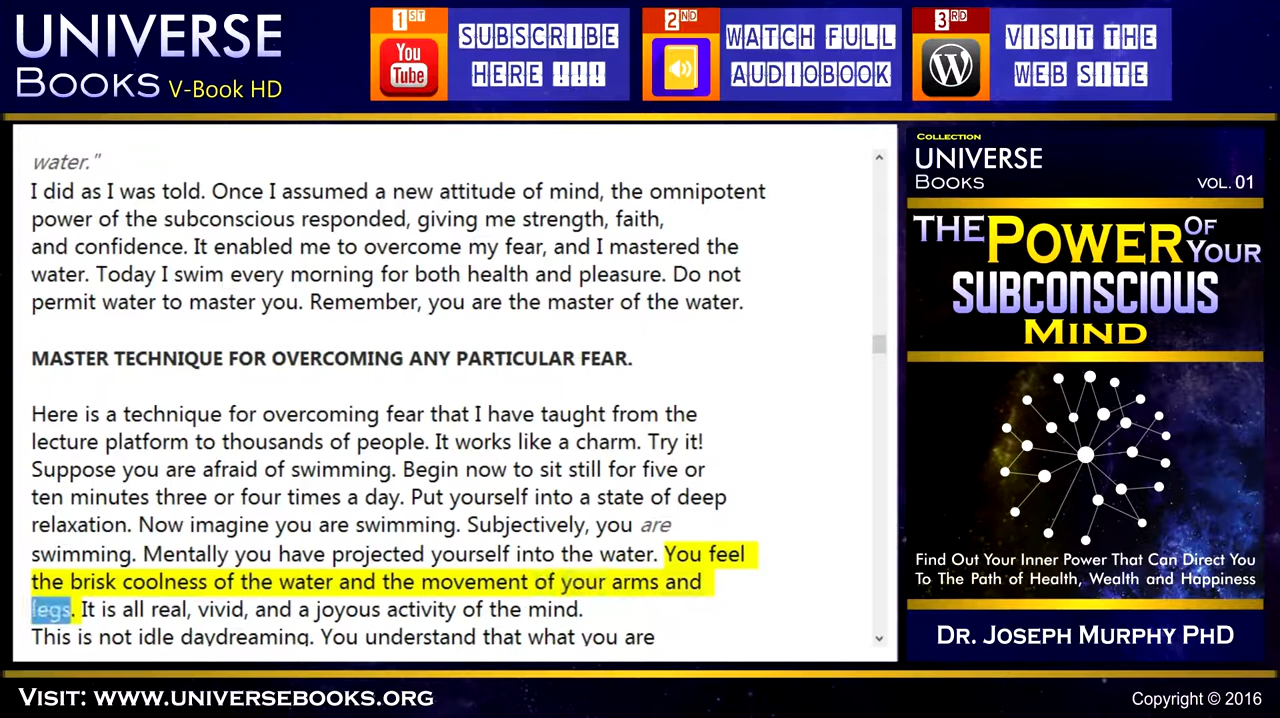 UNIVERSE
BOOKS V-Book HD
1ST
You
Tube
SUBSCRIBE
HERE !!!
2ND
WATCH FULL
AUDIOBOOK
3RD
VISIT THE
WEB SITE
water."
I did as I was told. Once I assumed a new attitude of mind, the omnipotent
power of the subconscious responded, giving me strength, faith,
and confidence. It enabled me to overcome my fear, and I mastered the
water. Today I swim every morning for both health and pleasure. Do not
permit water to master you. Remember, you are the master of the water.
MASTER TECHNIQUE FOR OVERCOMING ANY PARTICULAR FEAR.
Here is a technique for overcoming fear that I have taught from the
lecture platform to thousands of people. It works like a charm. Try it!
Suppose you are afraid of swimming. Begin now to sit still for five or
ten minutes three or four times a day. Put yourself into a state of deep
relaxation. Now imagine you are swimming. Subjectively, you are
swimming. Mentally you have projected yourself into the water. You feel
the brisk coolness of the water and the movement of your arms and
legs. It is all real, vivid, and a joyous activity of the mind.
This is not idle daydreaming. You understand that what you are
COLLECTION
UNIVERSE
BOOKS VOL. 01
THE POWER OF YOUR
SUBCONSCIOUS
MIND
Find Out Your Inner Power That Can Direct You
To The Path of Health, Wealth and Happiness
DR. JOSEPH MURPHY PHD
VISIT: WWW.UNIVERSEBOOKS.ORG
Copyright © 2016